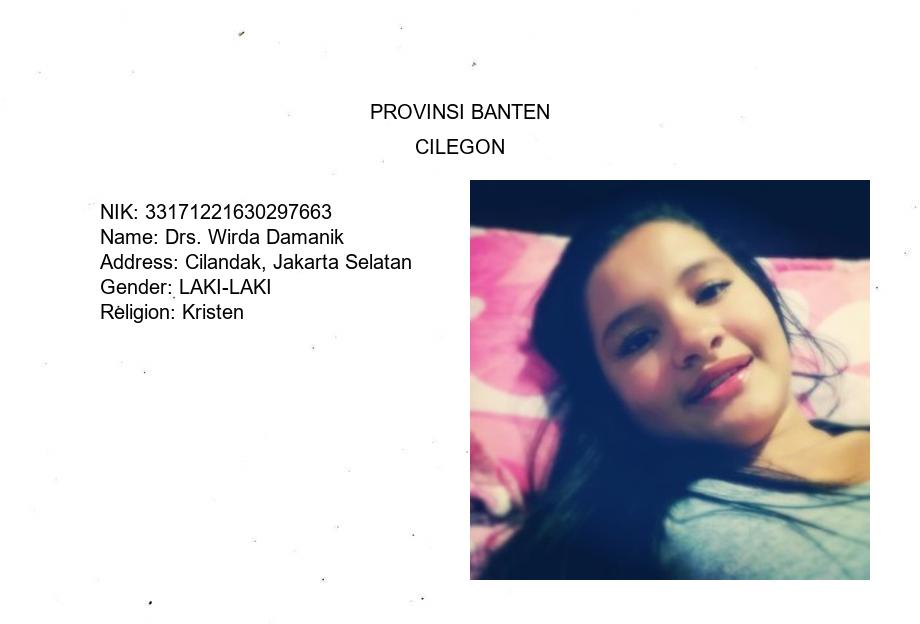 PROVINSI BANTEN
CILEGON
NIK: 33171221630297663
Name: Drs. Wirda Damanik
Address: Cilandak, Jakarta Selatan
Gender: LAKI-LAKI
Religion: Kristen